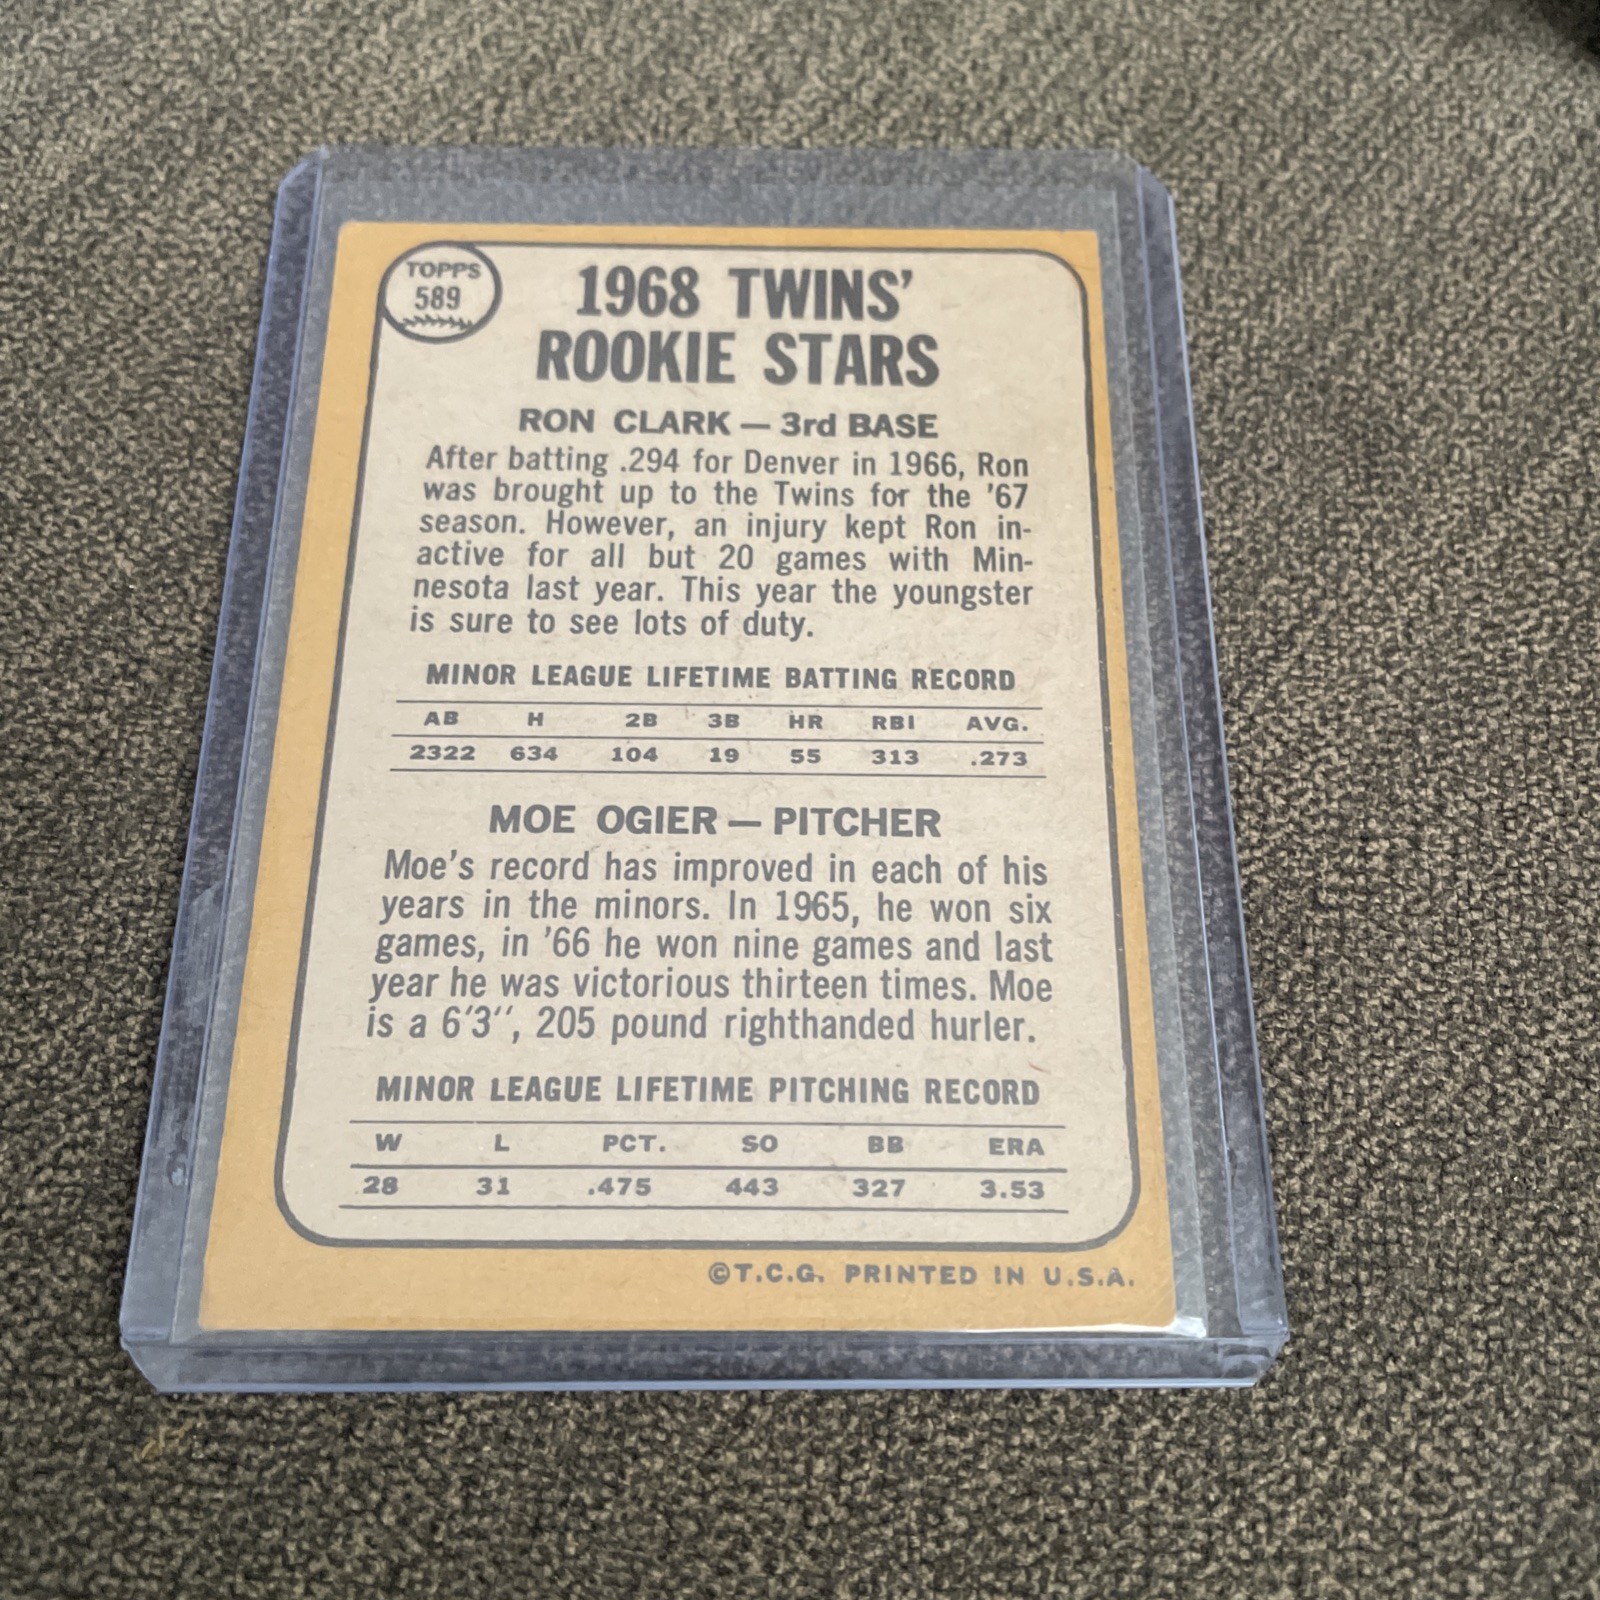 TOPPS
589
1968 TWINS'
ROOKIE STARS
RON CLARK — 3rd BASE
After batting .294 for Denver in 1966, Ron
was brought up to the Twins for the '67
season. However, an injury kept Ron in-
active for all but 20 games with Min-
nesota last year. This year the youngster
is sure to see lots of duty.
MINOR LEAGUE LIFETIME BATTING RECORD
AB H 2B 3B HR RBI AVG.
2322 634 104 19 55 313 .273
MOE OGIER — PITCHER
Moe's record has improved in each of his
years in the minors. In 1965, he won six
games, in '66 he won nine games and last
year he was victorious thirteen times. Moe
is a 6'3", 205 pound righthanded hurler.
MINOR LEAGUE LIFETIME PITCHING RECORD
W L PCT. SO BB ERA
28 31 .475 443 327 3.53
©T.C.G. PRINTED IN U.S.A.